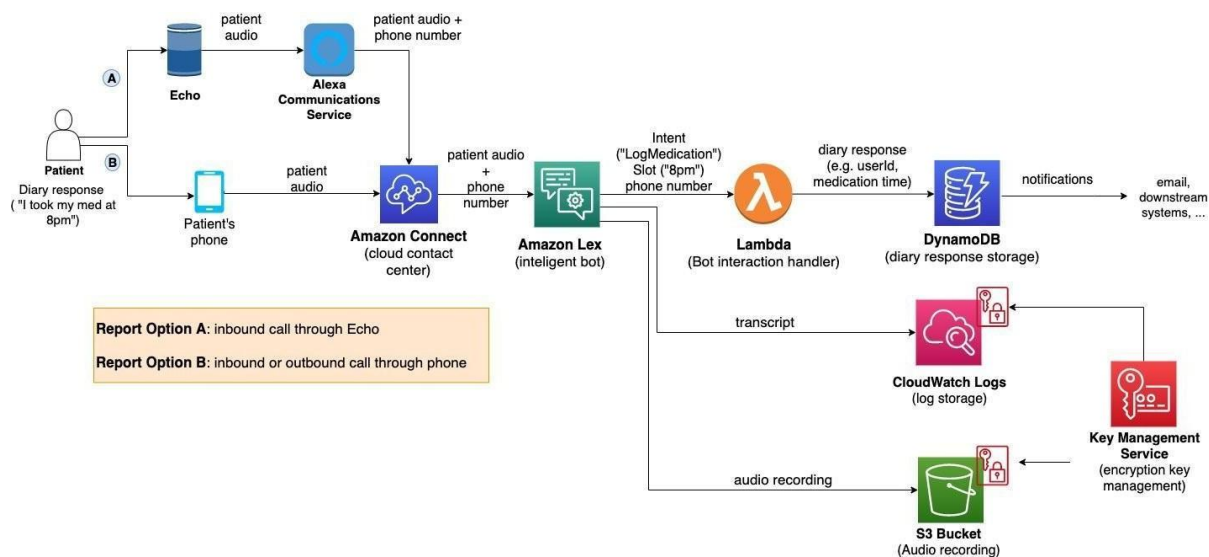 patient
audio
patient audio +
phone number
A
Echo
Alexa
Communications
Service
B
Patient
Diary response
( "I took my med at
8pm")
Patient's
phone
patient
audio
Amazon Connect
(cloud contact
center)
patient audio
+
phone
number
Amazon Lex
(inteligent bot)
Intent
("LogMedication")
Slot ("8pm")
phone number
Lambda
(Bot interaction handler)
diary response
(e.g. userId,
medication time)
DynamoDB
(diary response storage)
notifications
email,
downstream
systems, ...
Report Option A: inbound call through Echo
Report Option B: inbound or outbound call through phone
transcript
CloudWatch Logs
(log storage)
Key Management
Service
(encryption key
management)
audio recording
S3 Bucket
(Audio recording)